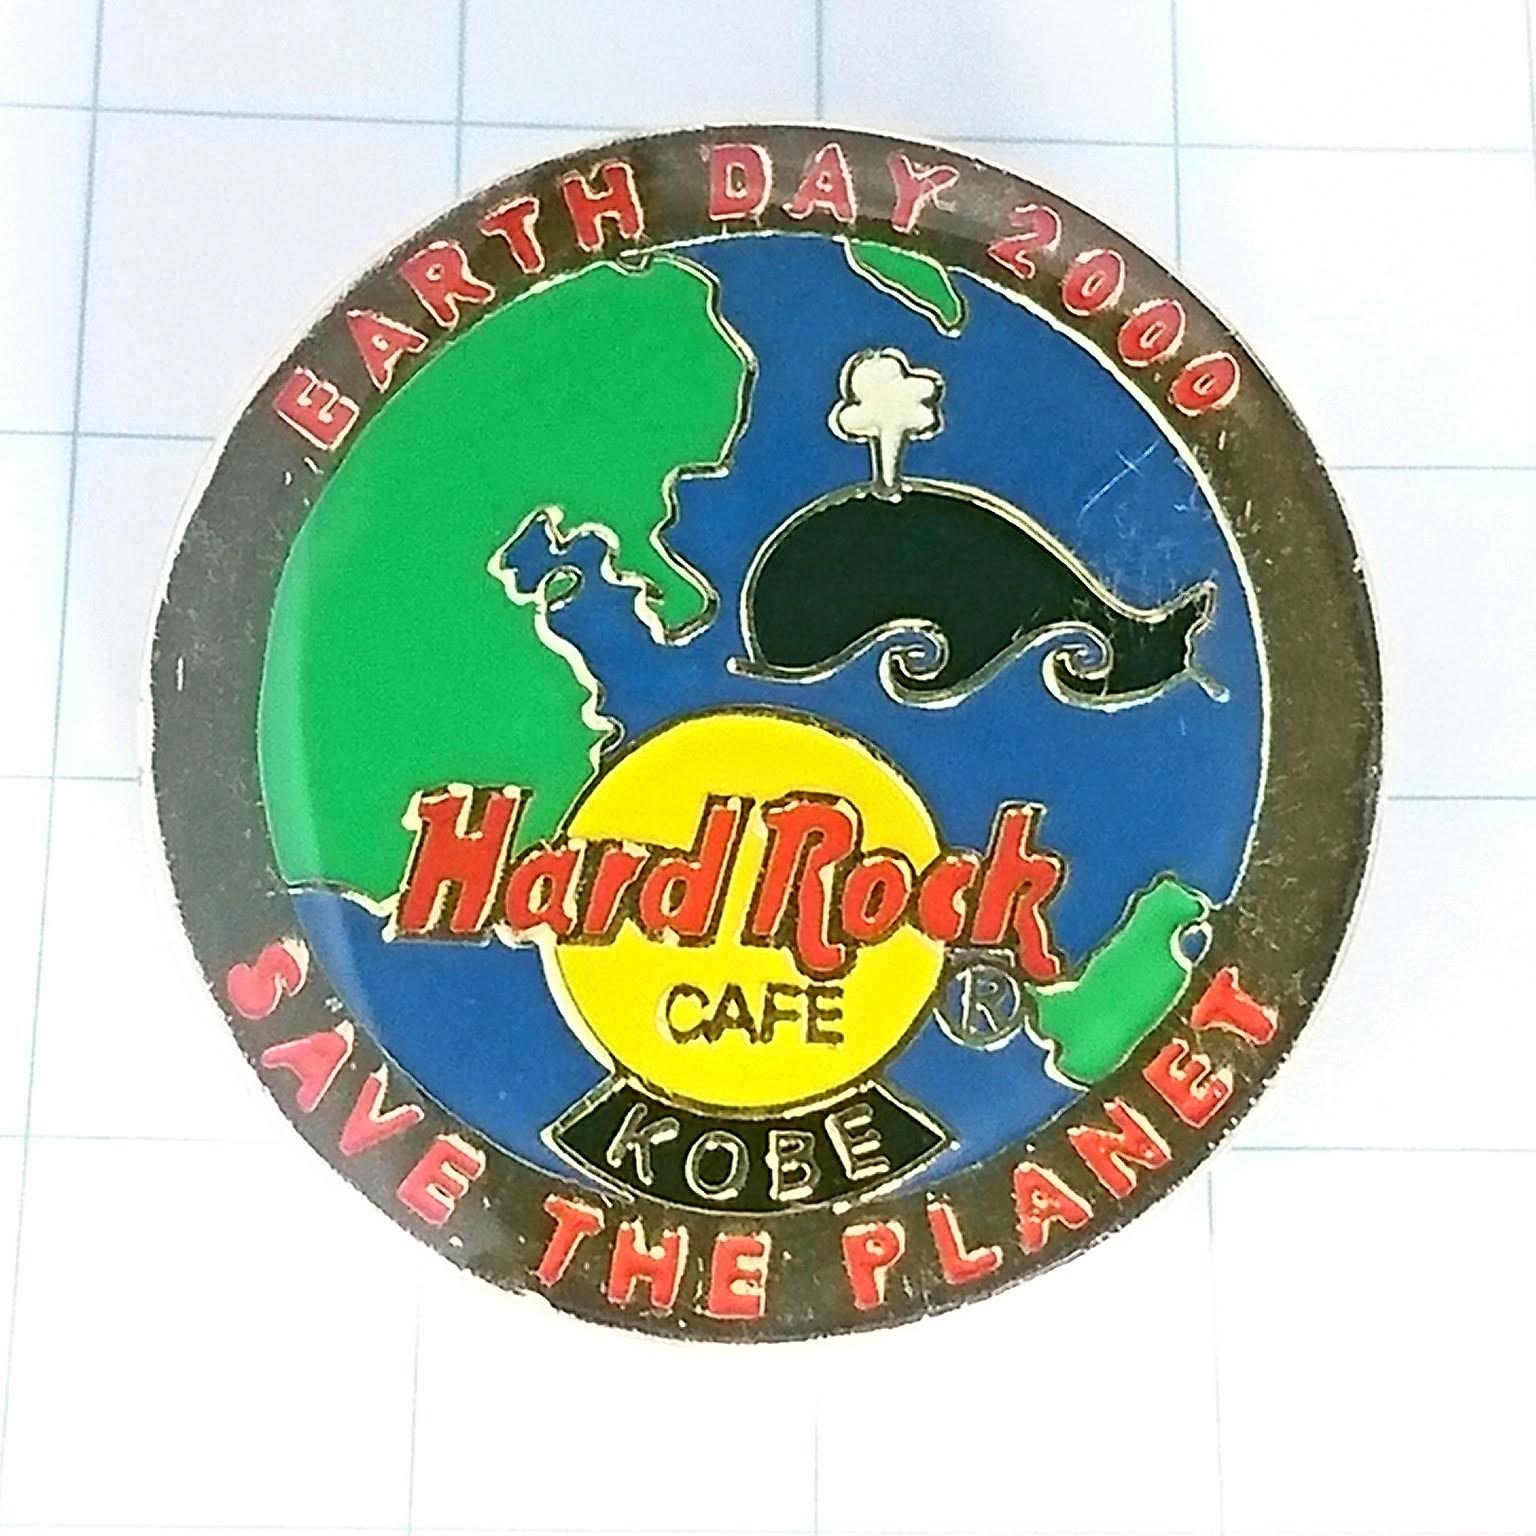 EARTH DAY 2000
Hard Rock
CAFE ®
KOBE
SAVE THE PLANET